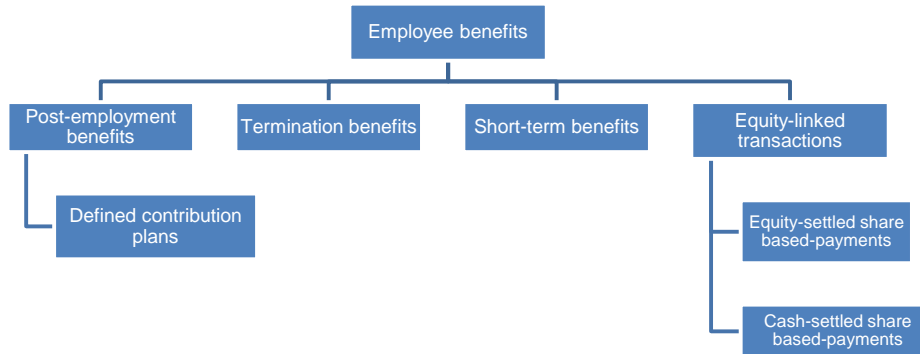 Employee benefits
Post-employment
benefits
Termination benefits
Short-term benefits
Equity-linked
transactions
Defined contribution
plans
Equity-settled share
based-payments
Cash-settled share
based-payments